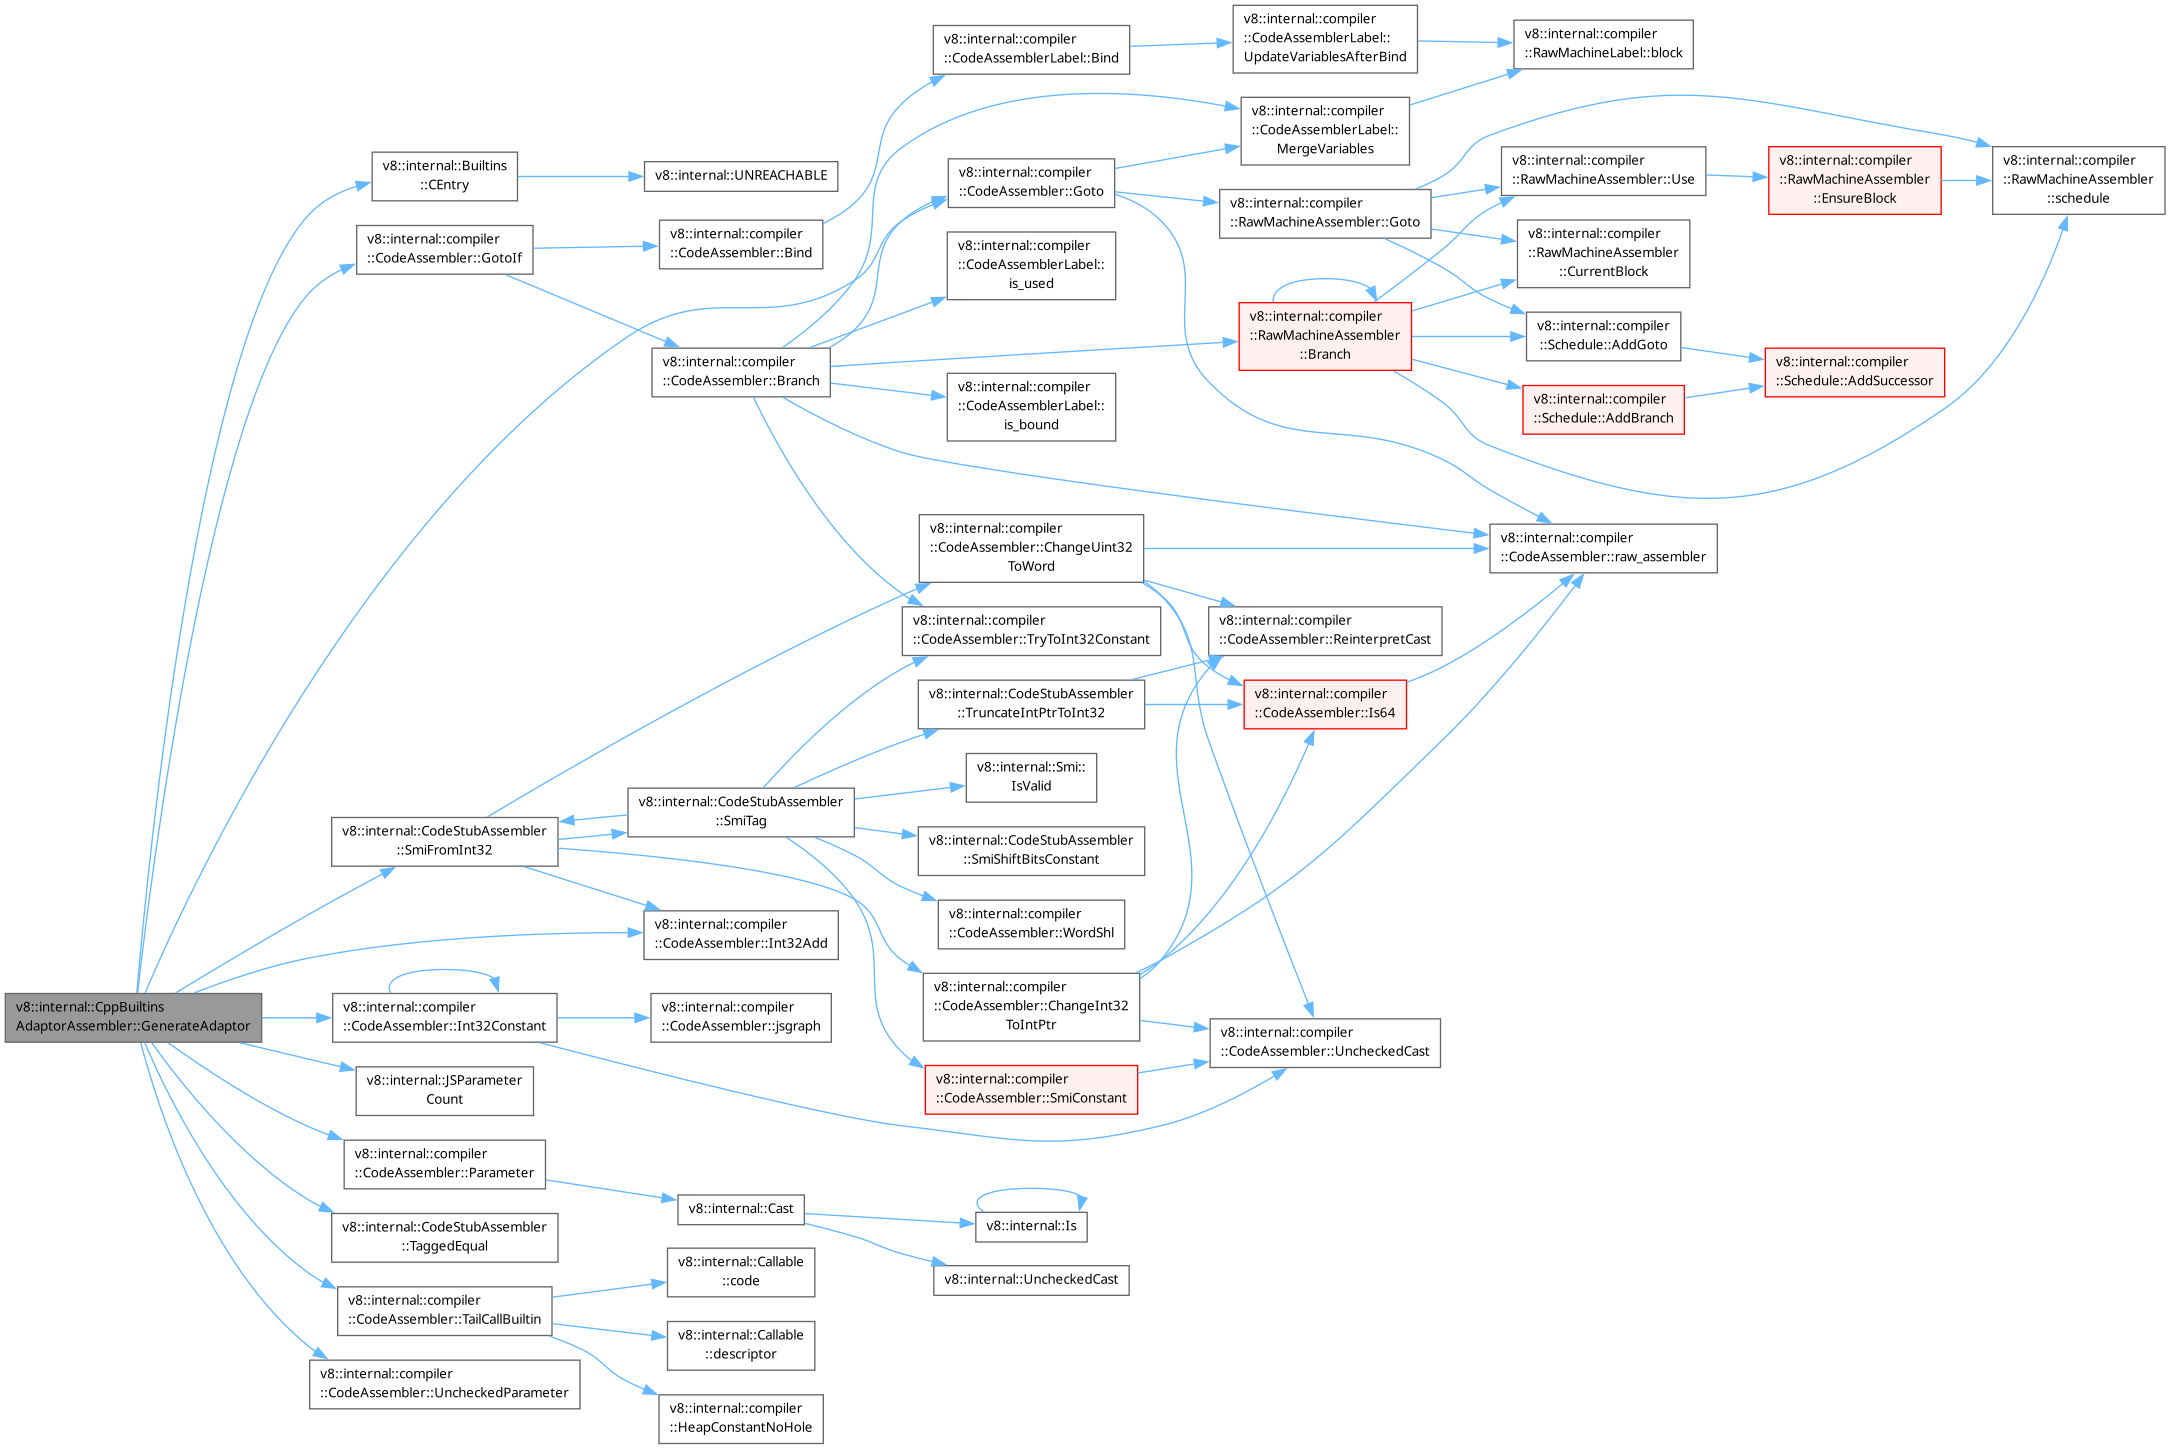 v8::internal::CppBuiltins
AdaptorAssembler::GenerateAdaptor
v8::internal::Builtins
::CEntry
v8::internal::UNREACHABLE
v8::internal::compiler
::CodeAssembler::GotoIf
v8::internal::compiler
::CodeAssembler::Bind
v8::internal::compiler
::CodeAssemblerLabel::Bind
v8::internal::compiler
::CodeAssemblerLabel::
UpdateVariablesAfterBind
v8::internal::compiler
::RawMachineLabel::block
v8::internal::compiler
::CodeAssemblerLabel::
MergeVariables
v8::internal::compiler
::CodeAssembler::Goto
v8::internal::compiler
::RawMachineAssembler::Goto
v8::internal::compiler
::RawMachineAssembler::Use
v8::internal::compiler
::RawMachineAssembler
::EnsureBlock
v8::internal::compiler
::RawMachineAssembler
::schedule
v8::internal::compiler
::RawMachineAssembler
::CurrentBlock
v8::internal::compiler
::CodeAssemblerLabel::
is_used
v8::internal::compiler
::CodeAssembler::Branch
v8::internal::compiler
::RawMachineAssembler
::Branch
v8::internal::compiler
::Schedule::AddGoto
v8::internal::compiler
::Schedule::AddSuccessor
v8::internal::compiler
::Schedule::AddBranch
v8::internal::compiler
::CodeAssemblerLabel::
is_bound
v8::internal::compiler
::CodeAssembler::ChangeUint32
ToWord
v8::internal::compiler
::CodeAssembler::raw_assembler
v8::internal::compiler
::CodeAssembler::TryToInt32Constant
v8::internal::compiler
::CodeAssembler::ReinterpretCast
v8::internal::CodeStubAssembler
::TruncateIntPtrToInt32
v8::internal::compiler
::CodeAssembler::Is64
v8::internal::Smi::
IsValid
v8::internal::CodeStubAssembler
::SmiTag
v8::internal::CodeStubAssembler
::SmiFromInt32
v8::internal::CodeStubAssembler
::SmiShiftBitsConstant
v8::internal::compiler
::CodeAssembler::WordShl
v8::internal::compiler
::CodeAssembler::Int32Add
v8::internal::compiler
::CodeAssembler::ChangeInt32
ToIntPtr
v8::internal::compiler
::CodeAssembler::Int32Constant
v8::internal::compiler
::CodeAssembler::jsgraph
v8::internal::compiler
::CodeAssembler::UncheckedCast
v8::internal::compiler
::CodeAssembler::SmiConstant
v8::internal::JSParameter
Count
v8::internal::compiler
::CodeAssembler::Parameter
v8::internal::Cast
v8::internal::Is
v8::internal::UncheckedCast
v8::internal::CodeStubAssembler
::TaggedEqual
v8::internal::compiler
::CodeAssembler::TailCallBuiltin
v8::internal::Callable
::code
v8::internal::Callable
::descriptor
v8::internal::compiler
::HeapConstantNoHole
v8::internal::compiler
::CodeAssembler::UncheckedParameter